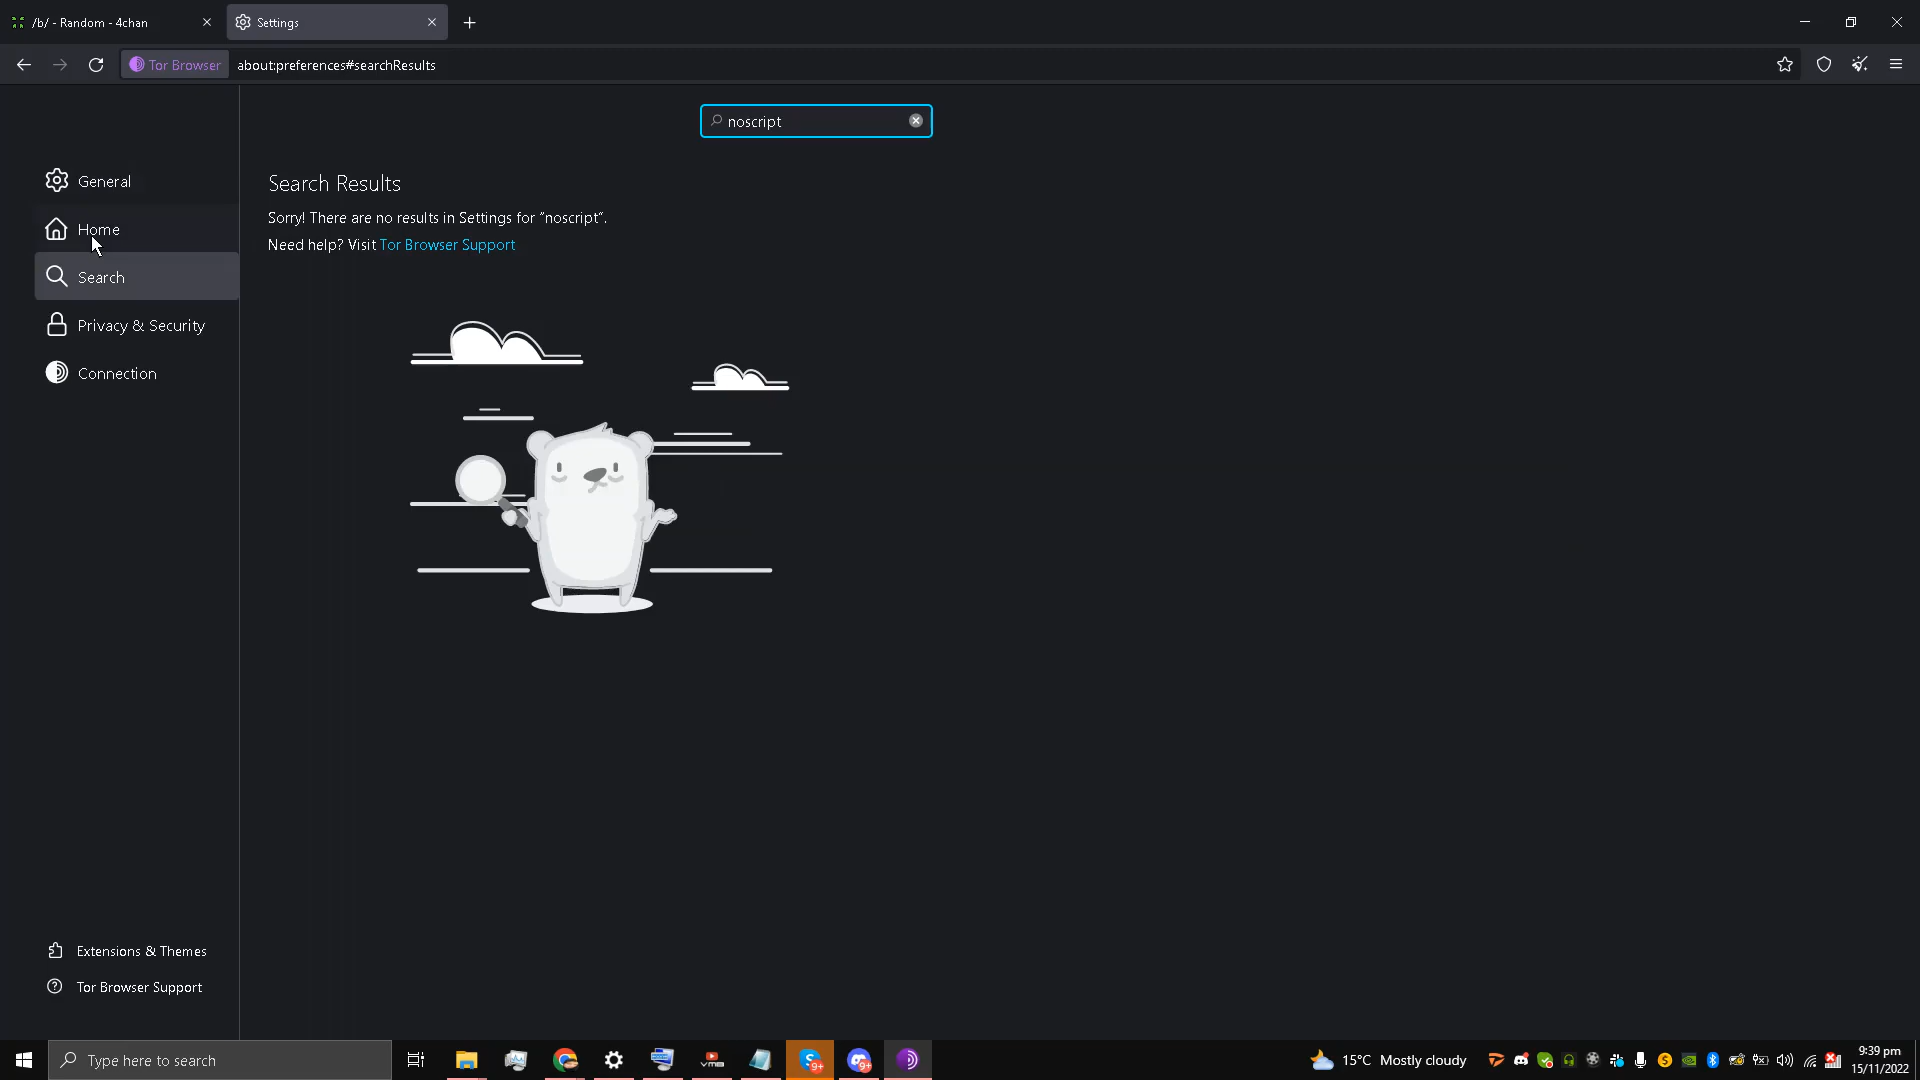 /b/ - Random - 4chan
Settings
Tor Browser
about:preferences#searchResults
noscript
General
Home
Search
Privacy & Security
Connection
Search Results
Sorry! There are no results in Settings for “noscript”.
Need help? Visit Tor Browser Support
Extensions & Themes
Tor Browser Support
Type here to search
9+
9+
15°C Mostly cloudy
9:39 pm
15/11/2022